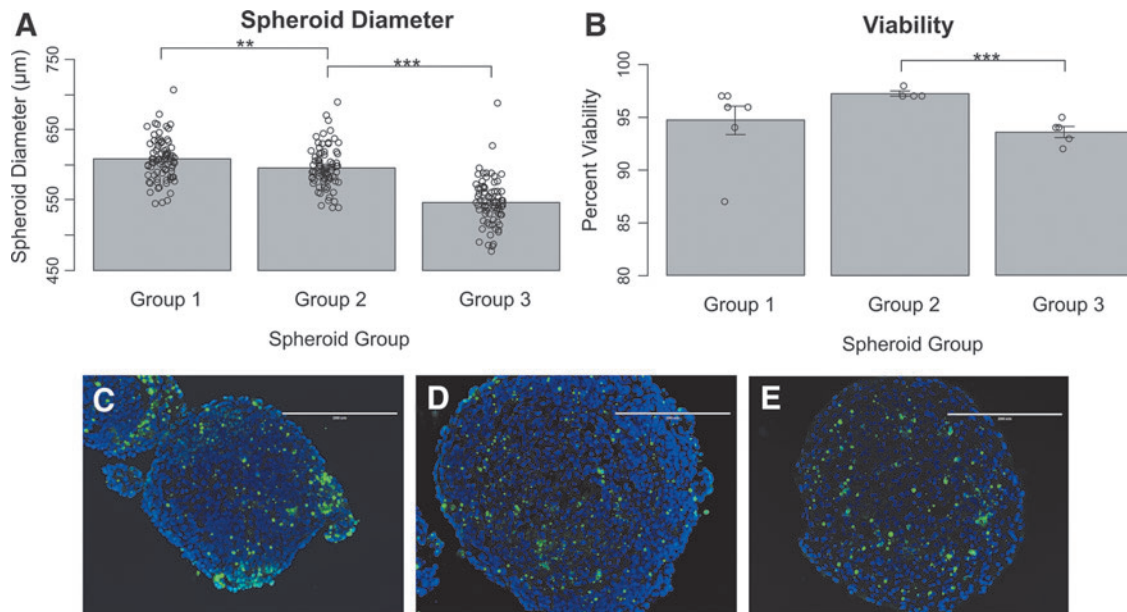 A
Spheroid Diameter
Spheroid Diameter (µm)
750
650
550
450
**
***
Group 1
Group 2
Group 3
Spheroid Group
B
Viability
Percent Viability
100
95
90
85
80
***
Group 1
Group 2
Group 3
Spheroid Group
C
D
E